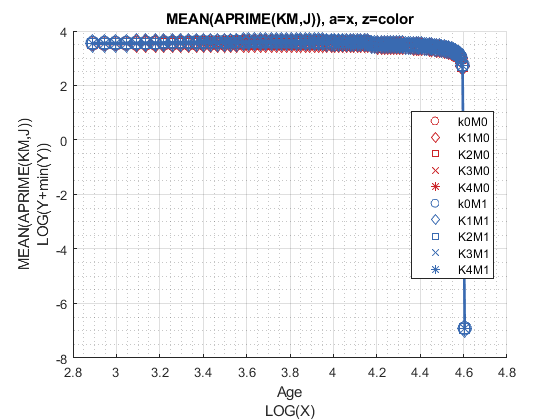 MEAN(APRIME(KM,J)), a=x, z=color
4
2
0
-2
-4
-6
-8
MEAN(APRIME(KM,J))
LOG(Y+min(Y))
k0M0
K1M0
K2M0
K3M0
K4M0
k0M1
K1M1
K2M1
K3M1
K4M1
2.8 3 3.2 3.4 3.6 3.8 4 4.2 4.4 4.6 4.8
Age
LOG(X)